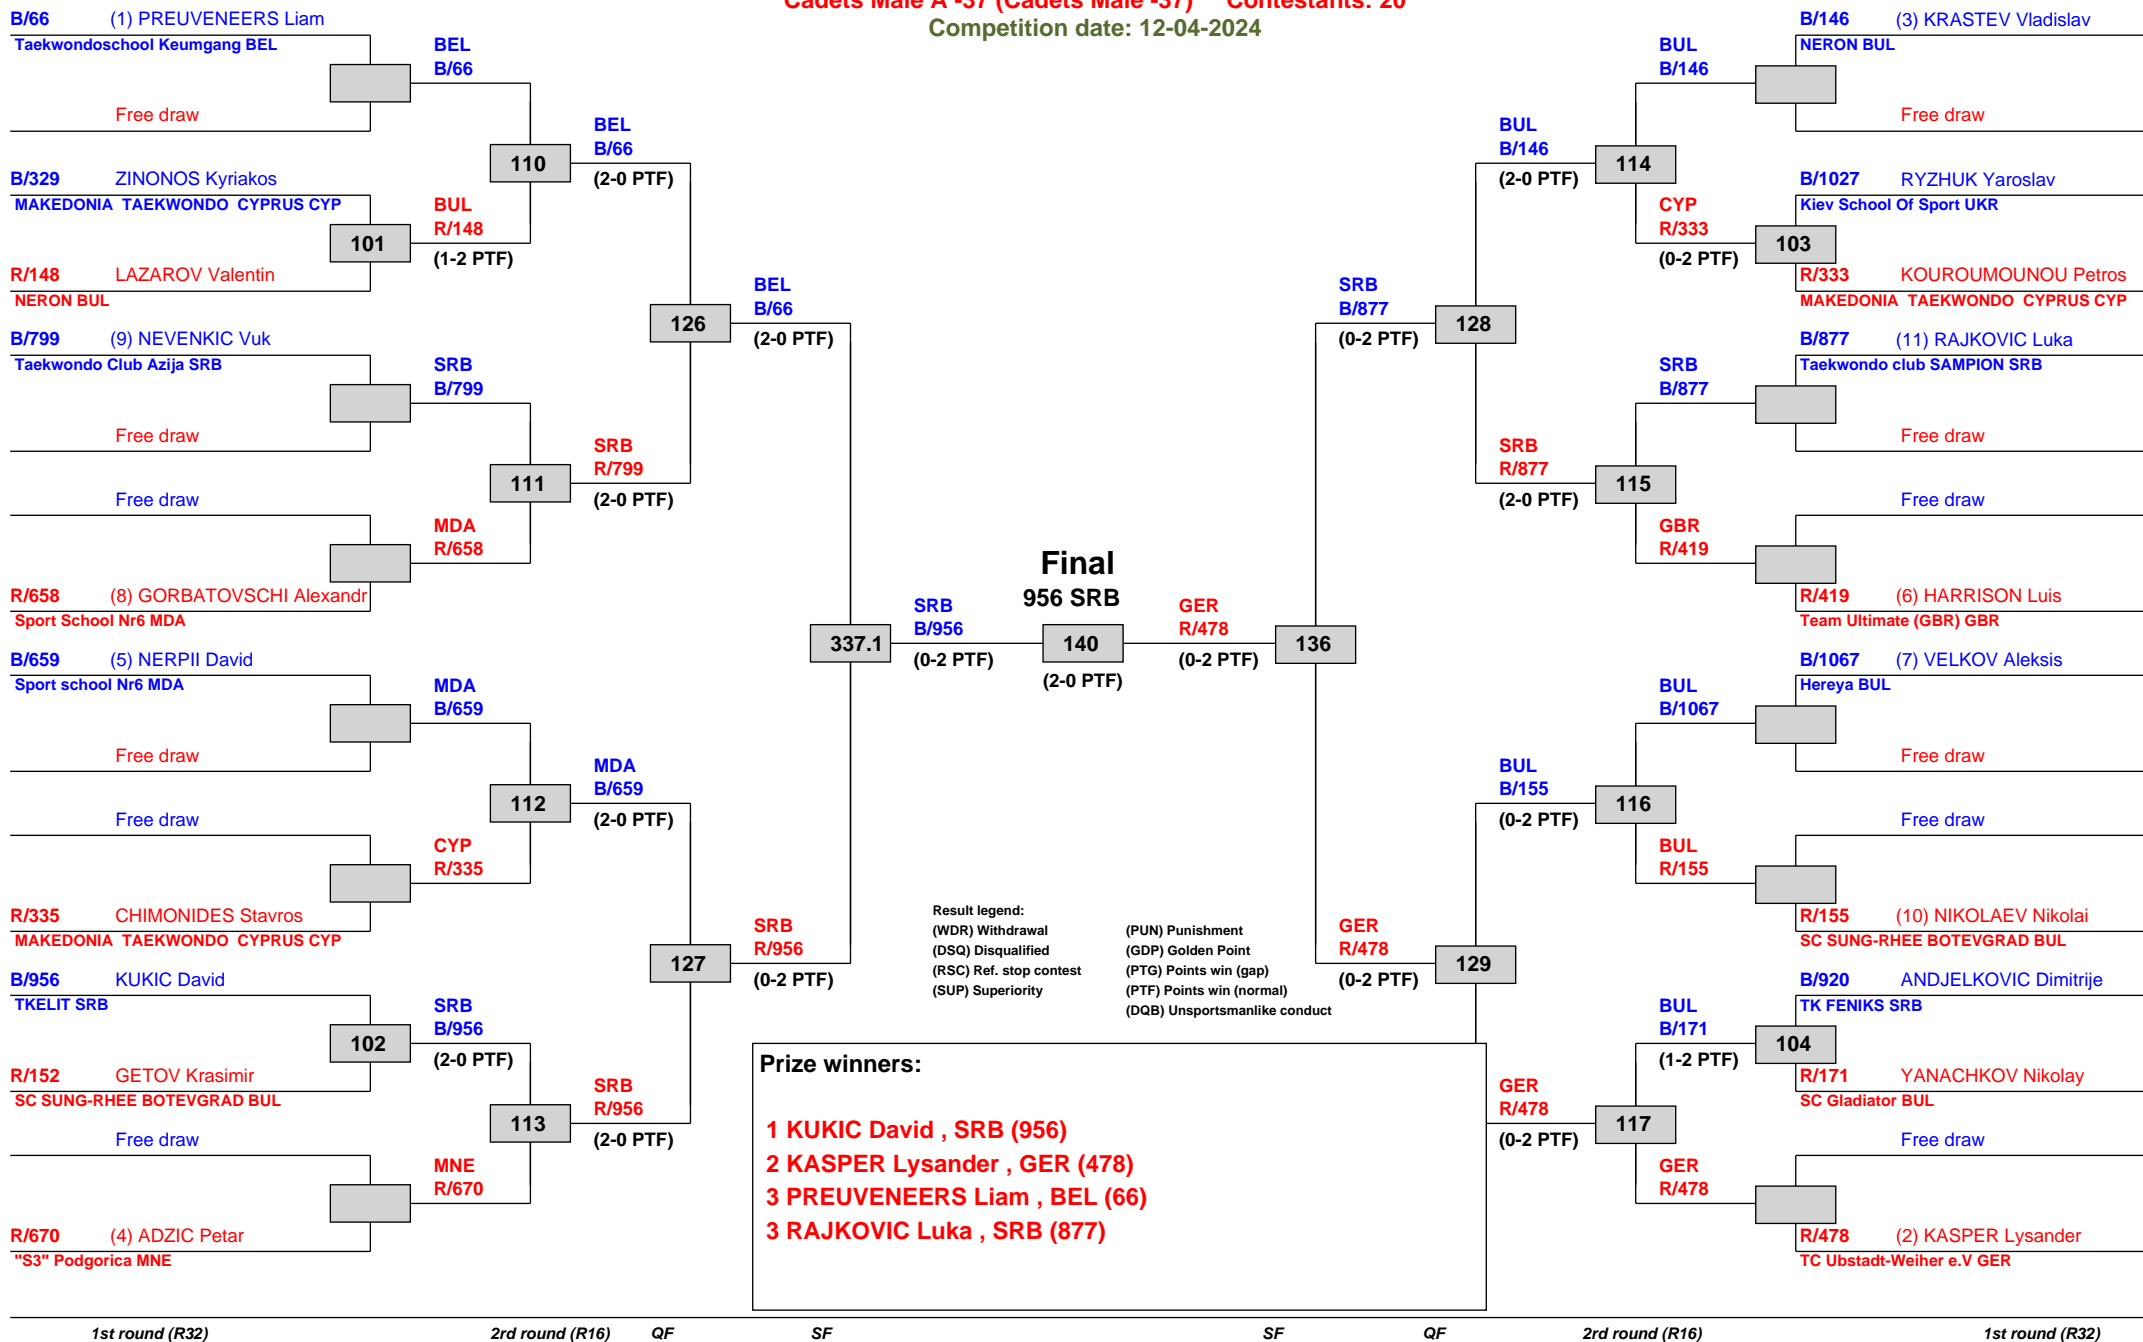 Cadets Male A -37 (Cadets Male -37) Contestants: 20
Competition date: 12-04-2024
B/66 (1) PREUVENEERS Liam
Taekwondoschool Keumgang BEL
Free draw
BEL
B/66
B/329 ZINONOS Kyriakos
MAKEDONIA TAEKWONDO CYPRUS CYP
101
R/148 LAZAROV Valentin
NERON BUL
BUL
R/148
(1-2 PTF)
110
BEL
B/66
(2-0 PTF)
B/799 (9) NEVENKIC Vuk
Taekwondo Club Azija SRB
Free draw
SRB
B/799
Free draw
R/658 (8) GORBATOVSCHI Alexandr
Sport School Nr6 MDA
MDA
R/658
111
SRB
R/799
(2-0 PTF)
126
BEL
B/66
(2-0 PTF)
B/659 (5) NERPII David
Sport school Nr6 MDA
Free draw
MDA
B/659
Free draw
R/335 CHIMONIDES Stavros
MAKEDONIA TAEKWONDO CYPRUS CYP
CYP
R/335
112
MDA
B/659
(2-0 PTF)
B/956 KUKIC David
TKELIT SRB
102
R/152 GETOV Krasimir
SC SUNG-RHEE BOTEVGRAD BUL
SRB
B/956
(2-0 PTF)
Free draw
R/670 (4) ADZIC Petar
"S3" Podgorica MNE
MNE
R/670
113
SRB
R/956
(2-0 PTF)
127
SRB
R/956
(0-2 PTF)
337.1
SRB
B/956
(0-2 PTF)
Final
956 SRB
140
(2-0 PTF)
GER
R/478
(0-2 PTF)
136
SRB
B/877
(0-2 PTF)
128
BUL
B/146
(2-0 PTF)
114
BUL
B/146
B/146 (3) KRASTEV Vladislav
NERON BUL
Free draw
CYP
R/333
(0-2 PTF)
103
B/1027 RYZHUK Yaroslav
Kiev School Of Sport UKR
R/333 KOUROUMOUNOU Petros
MAKEDONIA TAEKWONDO CYPRUS CYP
SRB
R/877
(2-0 PTF)
115
SRB
B/877
B/877 (11) RAJKOVIC Luka
Taekwondo club SAMPION SRB
Free draw
GBR
R/419
Free draw
R/419 (6) HARRISON Luis
Team Ultimate (GBR) GBR
GER
R/478
(0-2 PTF)
129
BUL
B/155
(0-2 PTF)
116
BUL
B/1067
B/1067 (7) VELKOV Aleksis
Hereya BUL
Free draw
BUL
R/155
Free draw
R/155 (10) NIKOLAEV Nikolai
SC SUNG-RHEE BOTEVGRAD BUL
GER
R/478
(0-2 PTF)
117
BUL
B/171
(1-2 PTF)
104
B/920 ANDJELKOVIC Dimitrije
TK FENIKS SRB
R/171 YANACHKOV Nikolay
SC Gladiator BUL
GER
R/478
Free draw
R/478 (2) KASPER Lysander
TC Ubstadt-Weiher e.V GER
Result legend:
(WDR) Withdrawal
(DSQ) Disqualified
(RSC) Ref. stop contest
(SUP) Superiority
(PUN) Punishment
(GDP) Golden Point
(PTG) Points win (gap)
(PTF) Points win (normal)
(DQB) Unsportsmanlike conduct
Prize winners:
1 KUKIC David , SRB (956)
2 KASPER Lysander , GER (478)
3 PREUVENEERS Liam , BEL (66)
3 RAJKOVIC Luka , SRB (877)
1st round (R32) 2rd round (R16) QF SF SF QF 2rd round (R16) 1st round (R32)